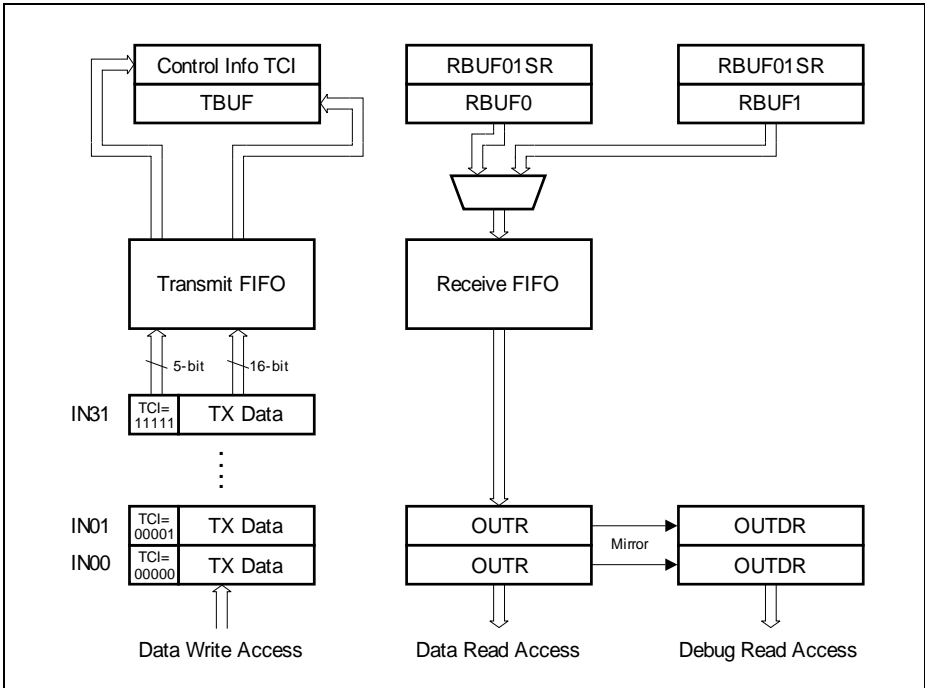 Control Info TCI
TBUF
RBUF01SR
RBUF0
RBUF01SR
RBUF1
Transmit FIFO
Receive FIFO
5-bit
16-bit
IN31
TCI=
11111
TX Data
IN01
TCI=
00001
TX Data
OUTR
OUTDR
Mirror
IN00
TCI=
00000
TX Data
OUTR
OUTDR
Data Write Access
Data Read Access
Debug Read Access